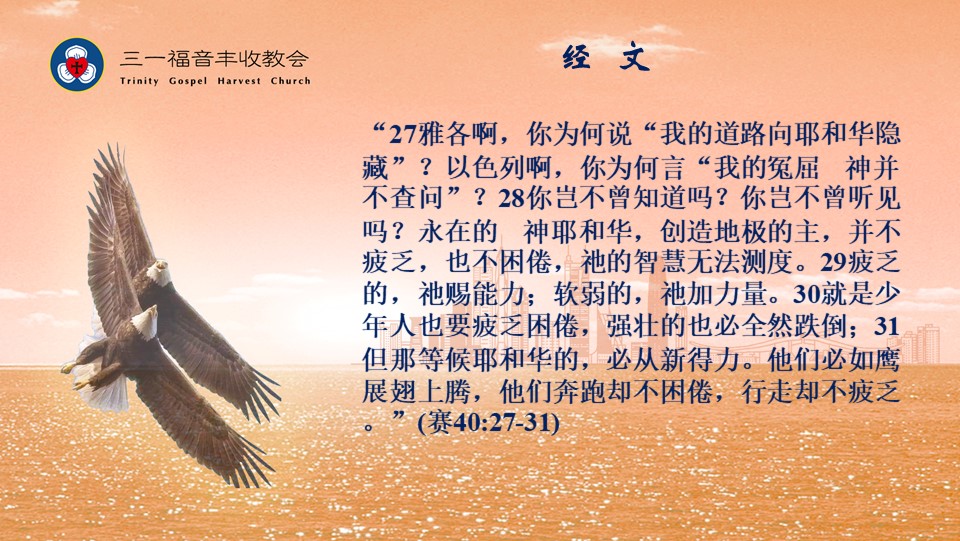 三一福音丰收教会
Trinity Gospel Harvest Church
经 文
“27雅各啊，你为何说“我的道路向耶和华隐
藏”？以色列啊，你为何言“我的冤屈　神并
不查问”？28你岂不曾知道吗？你岂不曾听见
吗？永在的　神耶和华，创造地极的主，并不
疲乏，也不困倦，祂的智慧无法测度。29疲乏
的，祂赐能力；软弱的，祂加力量。30就是少
年人也要疲乏困倦，强壮的也必全然跌倒；31
但那等候耶和华的，必从新得力。他们必如鹰
展翅上腾，他们奔跑却不困倦，行走却不疲乏
。”(赛40:27-31)